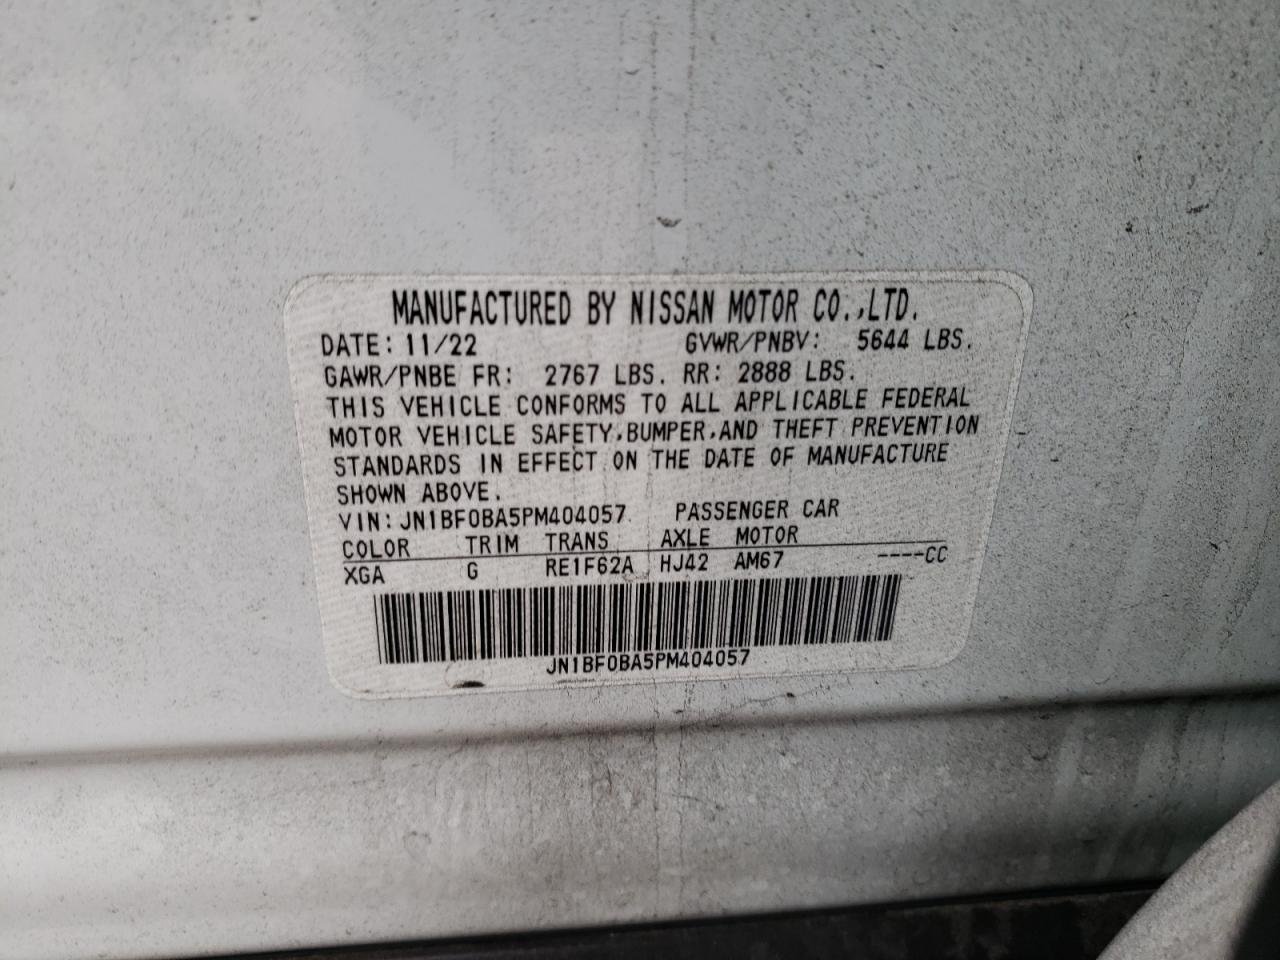 MANUFACTURED BY NISSAN MOTOR CO.,LTD.
DATE: 11/22 GVWR/PNBV: 5644 LBS.
GAWR/PNBE FR: 2767 LBS. RR: 2888 LBS.
THIS VEHICLE CONFORMS TO ALL APPLICABLE FEDERAL
MOTOR VEHICLE SAFETY,BUMPER,AND THEFT PREVENTION
STANDARDS IN EFFECT ON THE DATE OF MANUFACTURE
SHOWN ABOVE.
VIN: JN1BF0BA5PM404057 PASSENGER CAR
COLOR TRIM TRANS AXLE MOTOR
XGA G RE1F62A HJ42 AM67 ----CC
JN1BF0BA5PM404057